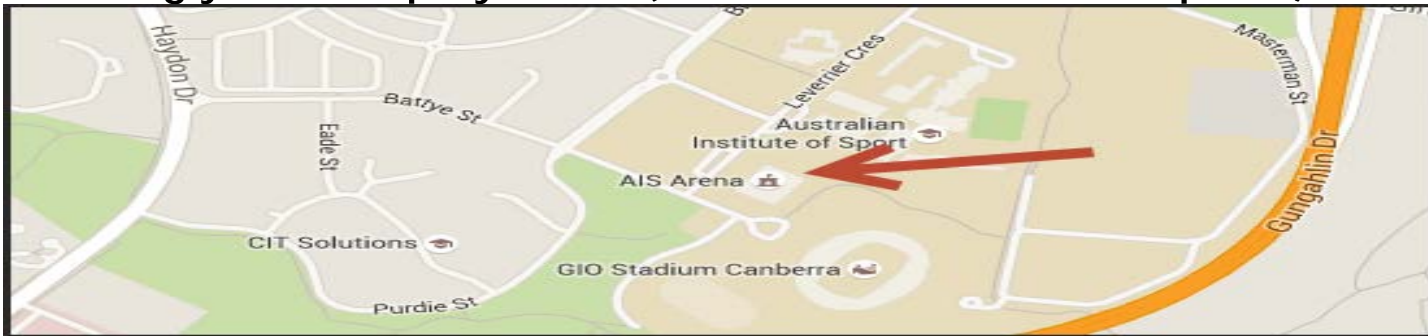 Haydon Dr
Battye St
Eade St
Leverrier Cres
Masterman St
Australian
Institute of Sport
AIS Arena
CIT Solutions
GIO Stadium Canberra
Purdie St
Gungahlin Dr